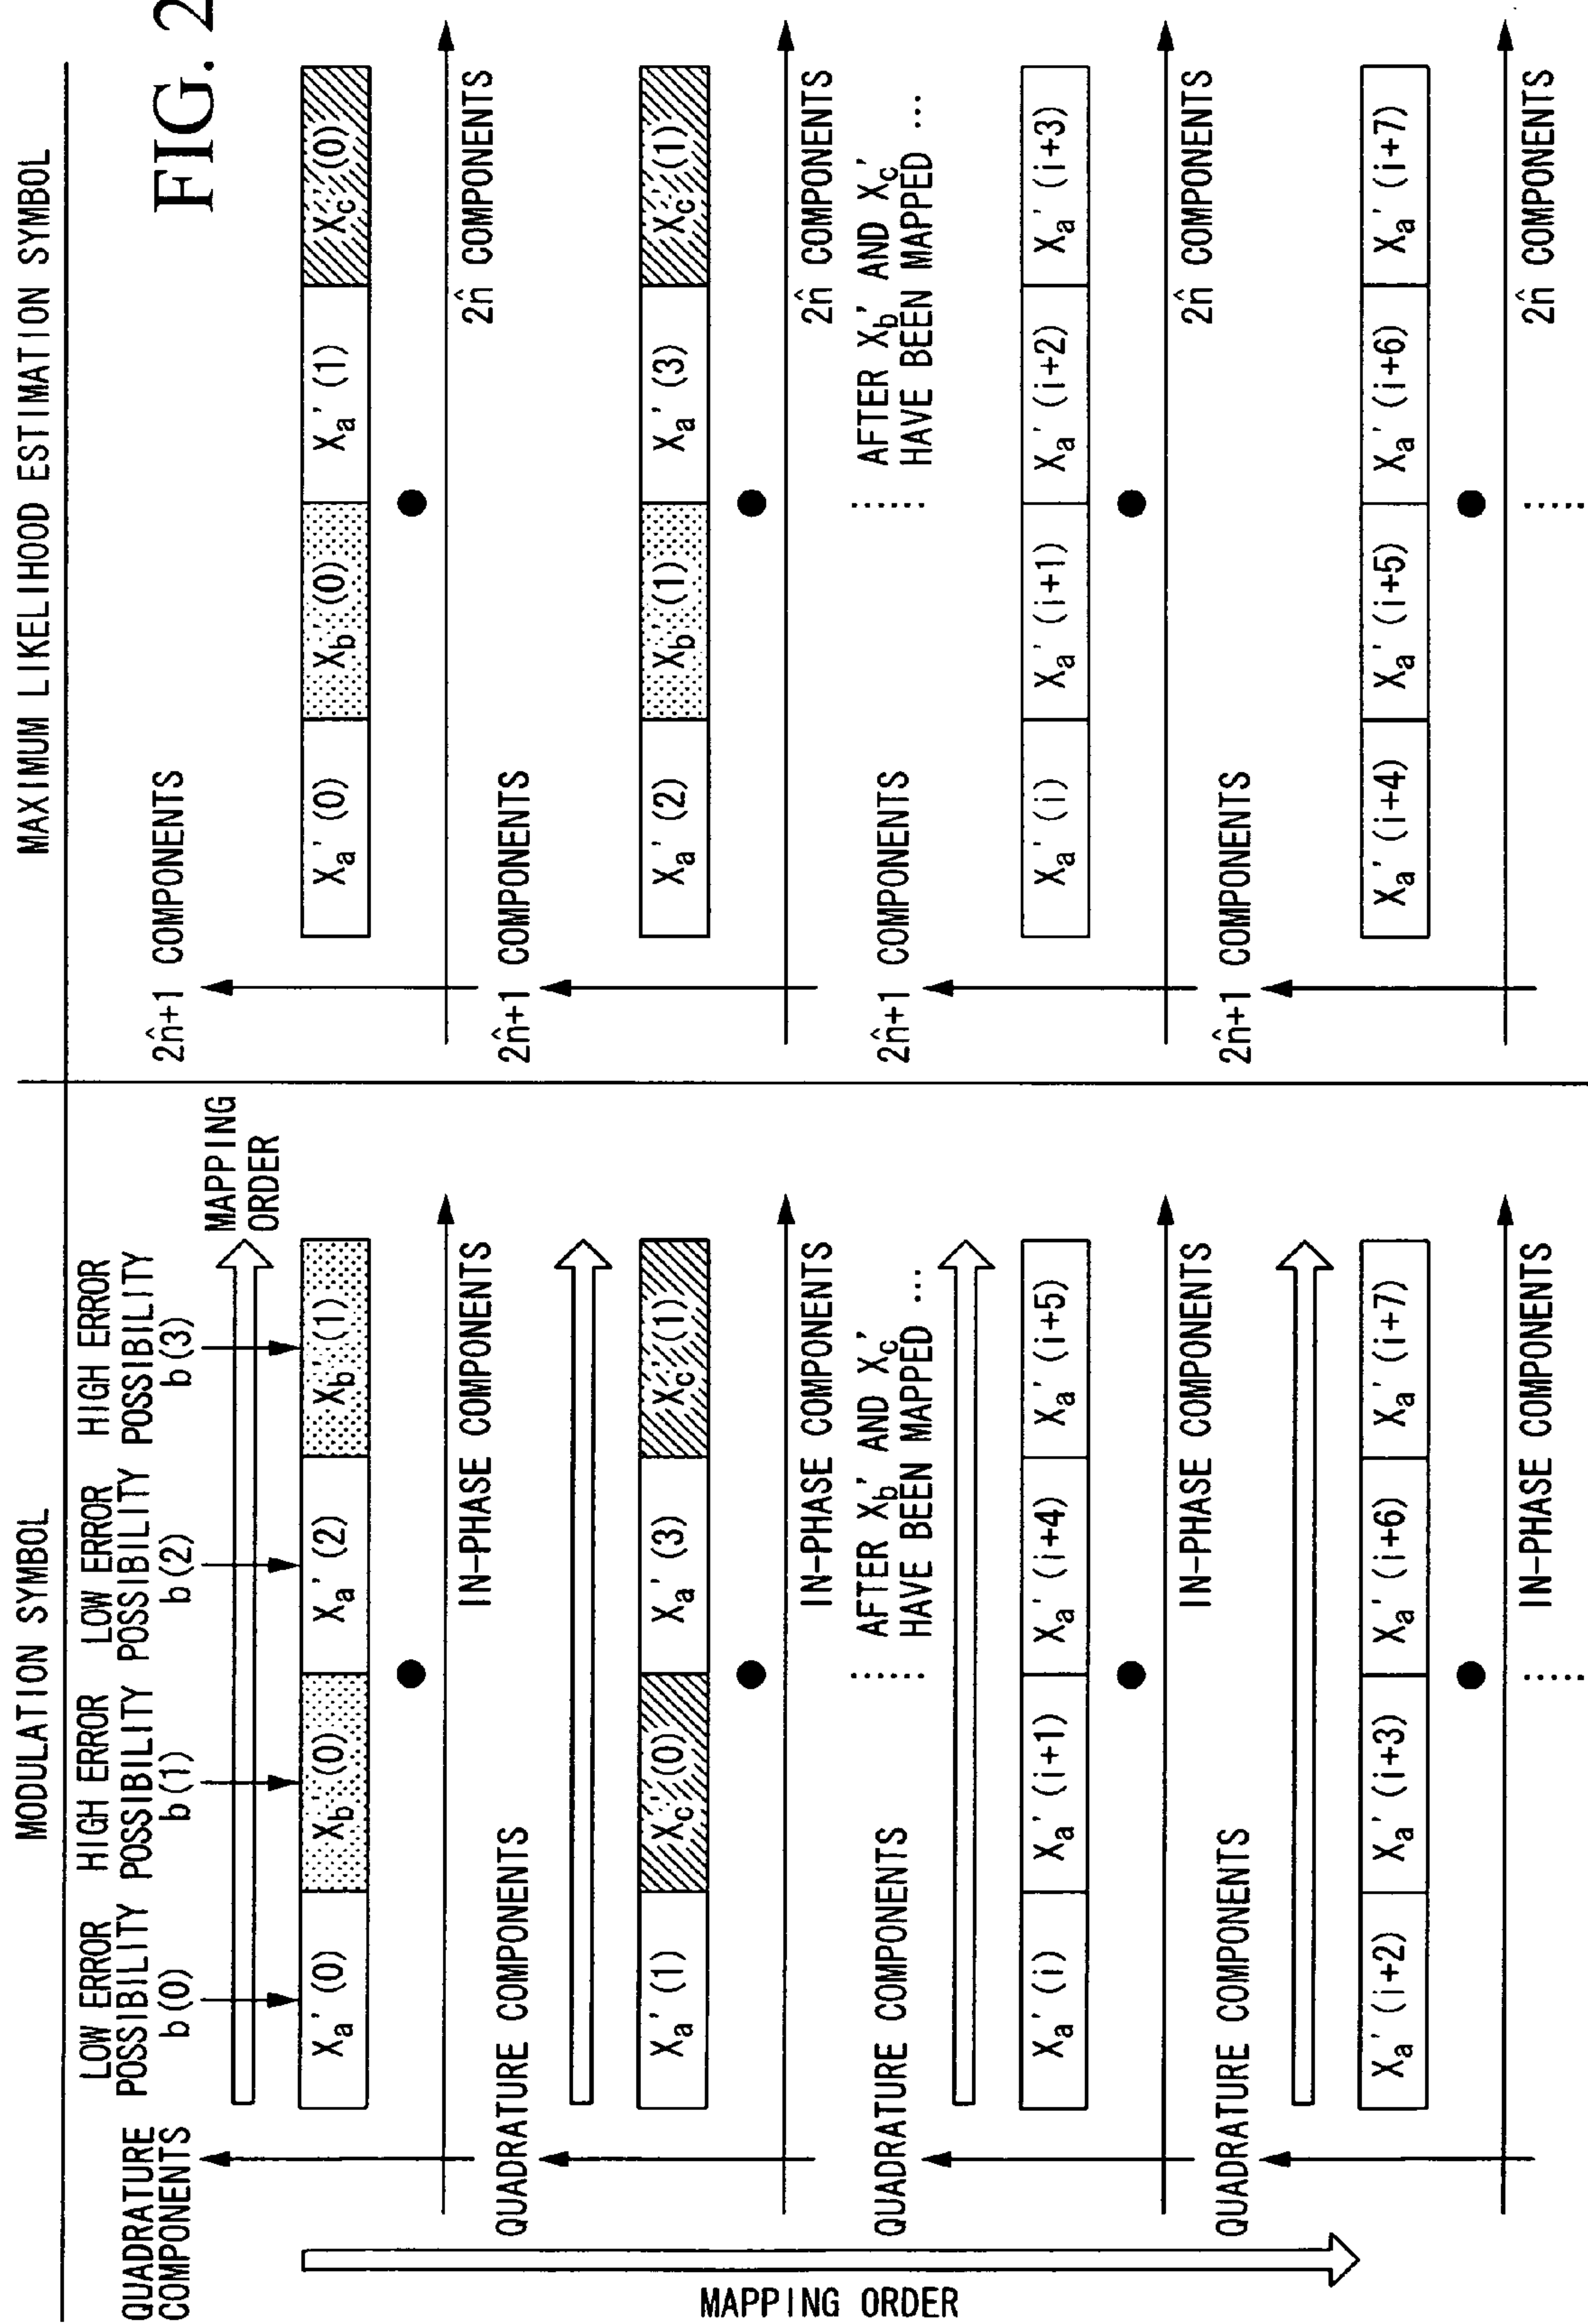 FIG. 2
MODULATION SYMBOL
MAXIMUM LIKELIHOOD ESTIMATION SYMBOL
QUADRATURE
COMPONENTS
LOW ERROR
POSSIBILITY
b(0)
HIGH ERROR
POSSIBILITY
b(1)
LOW ERROR
POSSIBILITY
b(2)
HIGH ERROR
POSSIBILITY
b(3)
MAPPING
ORDER
Xa'(0) Xb'(0) Xa'(2) Xb'(1)
IN-PHASE COMPONENTS
QUADRATURE COMPONENTS
Xa'(1) Xc'(0) Xa'(3) Xc'(1)
IN-PHASE COMPONENTS
⋮ AFTER Xb' AND Xc'
HAVE BEEN MAPPED ...
QUADRATURE COMPONENTS
Xa'(i) Xa'(i+1) Xa'(i+4) Xa'(i+5)
IN-PHASE COMPONENTS
QUADRATURE COMPONENTS
Xa'(i+2) Xa'(i+3) Xa'(i+6) Xa'(i+7)
IN-PHASE COMPONENTS
MAPPING ORDER
2n̂+1 COMPONENTS
Xa'(0) Xb'(0) Xa'(1) Xc'(0)
2n̂ COMPONENTS
2n̂+1 COMPONENTS
Xa'(2) Xb'(1) Xa'(3) Xc'(1)
2n̂ COMPONENTS
⋮ AFTER Xb' AND Xc'
HAVE BEEN MAPPED ...
2n̂+1 COMPONENTS
Xa'(i) Xa'(i+1) Xa'(i+2) Xa'(i+3)
2n̂ COMPONENTS
2n̂+1 COMPONENTS
Xa'(i+4) Xa'(i+5) Xa'(i+6) Xa'(i+7)
2n̂ COMPONENTS